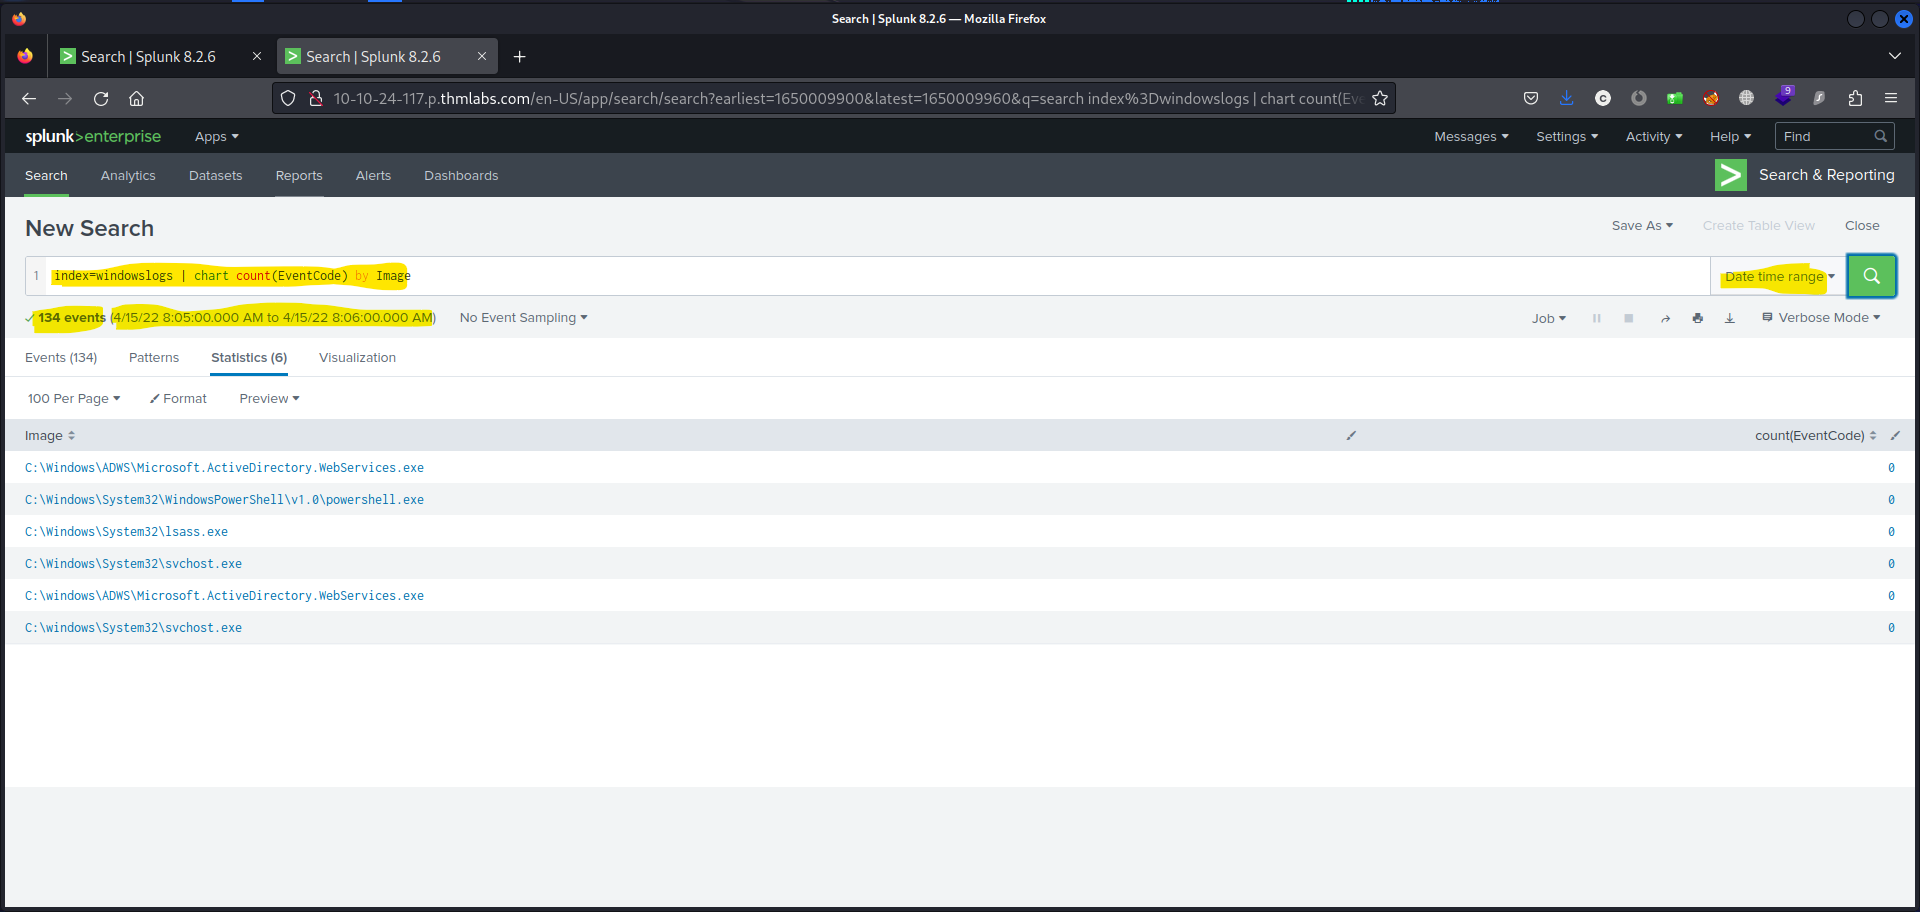 Search | Splunk 8.2.6 — Mozilla Firefox
Search | Splunk 8.2.6
Search | Splunk 8.2.6
10-10-24-117.p.thmlabs.com/en-US/app/search/search?earliest=1650009900&latest=1650009960&q=search index%3Dwindowslogs | chart count(Eve
9
splunk>enterprise Apps Messages Settings Activity Help Find
Search Analytics Datasets Reports Alerts Dashboards Search & Reporting
New Search Save As Create Table View Close
1 index=windowslogs | chart count(EventCode) by Image Date time range
134 events (4/15/22 8:05:00.000 AM to 4/15/22 8:06:00.000 AM) No Event Sampling Job Verbose Mode
Events (134) Patterns Statistics (6) Visualization
100 Per Page Format Preview
Image count(EventCode)
C:\Windows\ADWS\Microsoft.ActiveDirectory.WebServices.exe 0
C:\Windows\System32\WindowsPowerShell\v1.0\powershell.exe 0
C:\Windows\System32\lsass.exe 0
C:\Windows\System32\svchost.exe 0
C:\windows\ADWS\Microsoft.ActiveDirectory.WebServices.exe 0
C:\windows\System32\svchost.exe 0